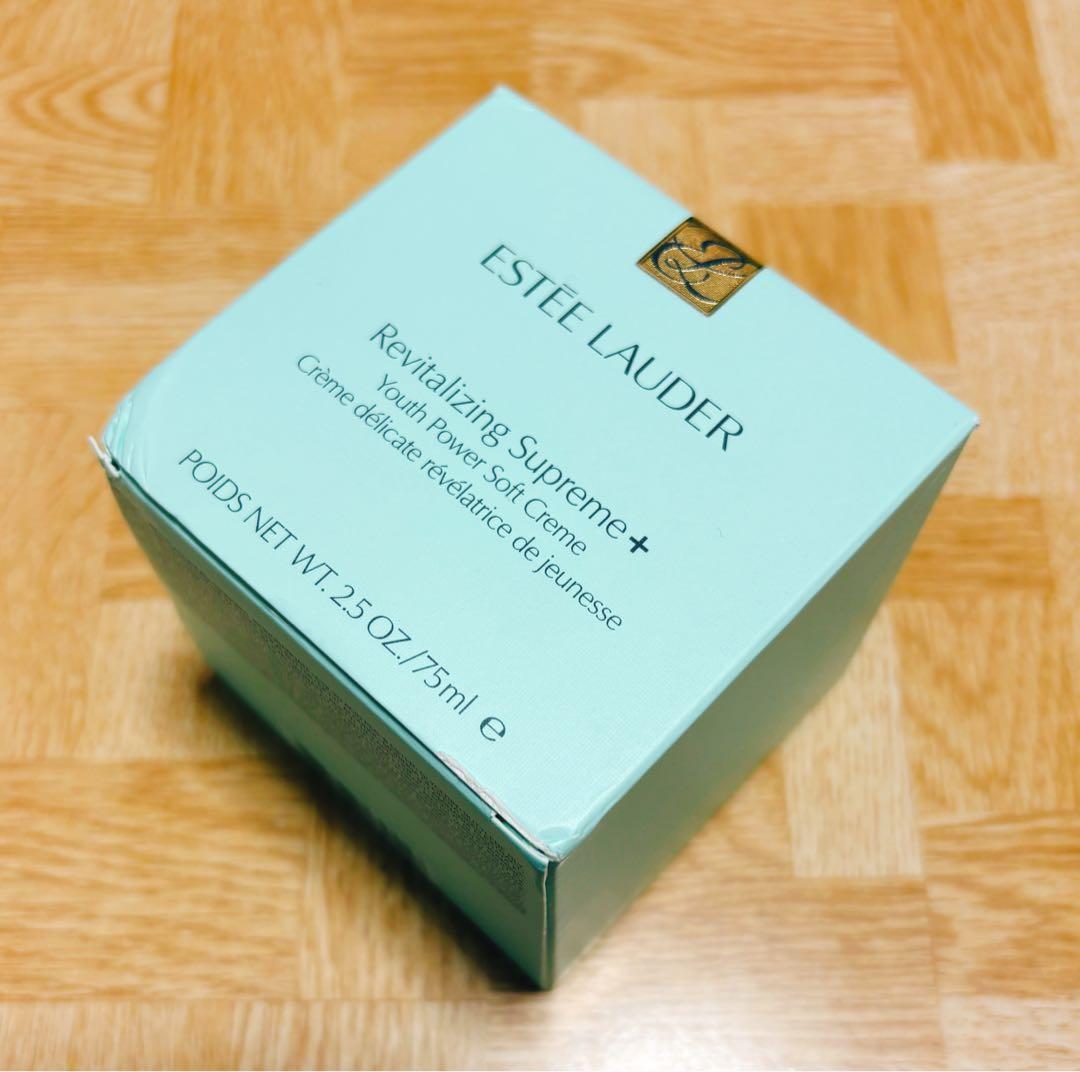 ESTĒE LAUDER
Revitalizing Supreme+
Youth Power Soft Creme
Crème délicate révélatrice de jeunesse
POIDS NET WT. 2.5 OZ./75ml ℮